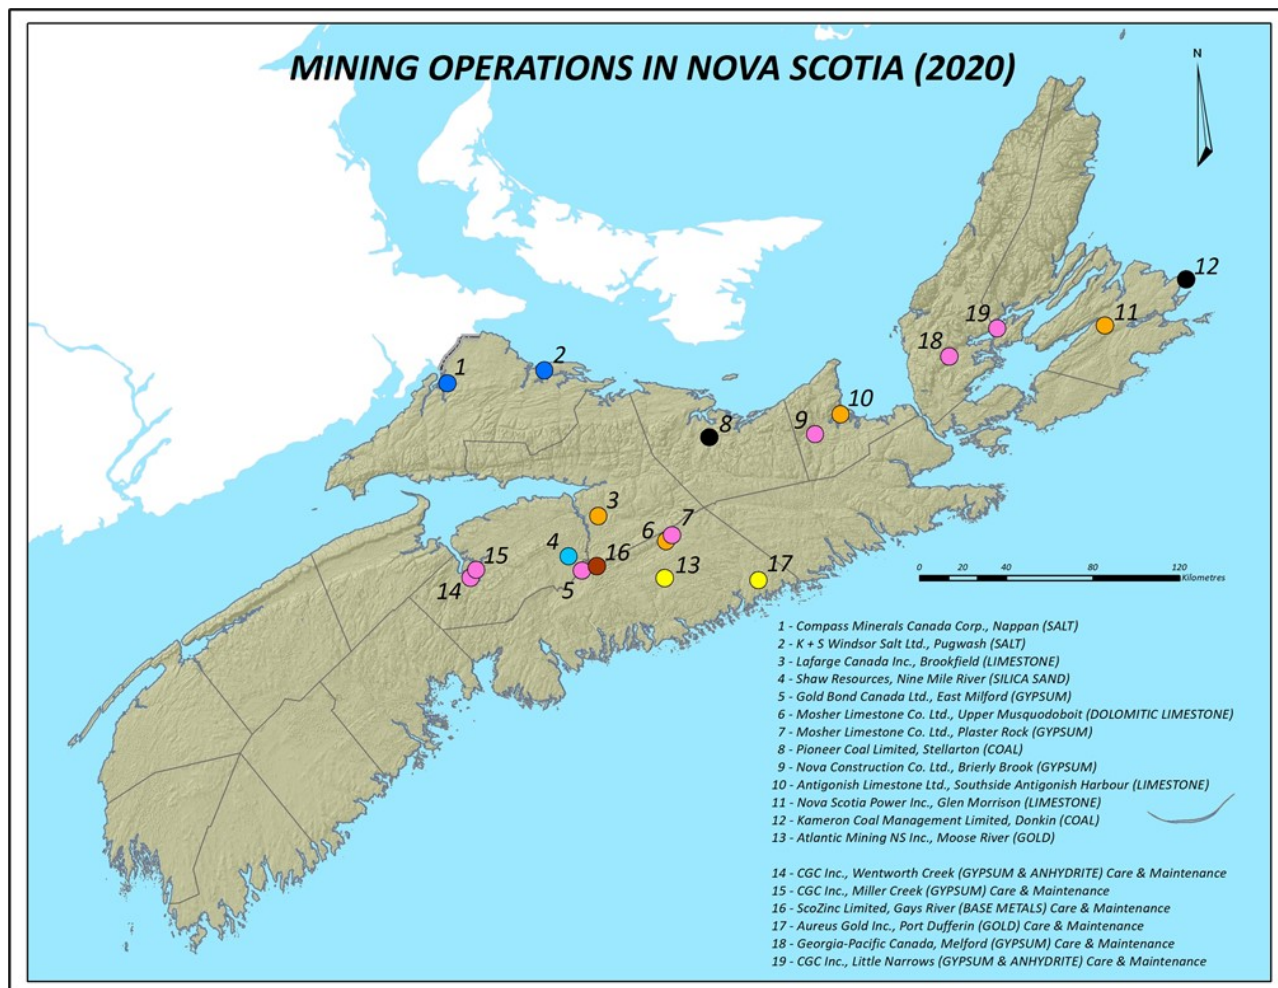 MINING OPERATIONS IN NOVA SCOTIA (2020)
N
12
19
11
18
2
1
10
9
8
3
7
6
4
16
15
14
5
13
17
0 20 40 60 80 120
Kilometres
1 - Compass Minerals Canada Corp., Nappan (SALT)
2 - K + S Windsor Salt Ltd., Pugwash (SALT)
3 - Lafarge Canada Inc., Brookfield (LIMESTONE)
4 - Shaw Resources, Nine Mile River (SILICA SAND)
5 - Gold Bond Canada Ltd., East Milford (GYPSUM)
6 - Mosher Limestone Co. Ltd., Upper Musquodoboit (DOLOMITIC LIMESTONE)
7 - Mosher Limestone Co. Ltd., Plaster Rock (GYPSUM)
8 - Pioneer Coal Limited, Stellarton (COAL)
9 - Nova Construction Co. Ltd., Brierly Brook (GYPSUM)
10 - Antigonish Limestone Ltd., Southside Antigonish Harbour (LIMESTONE)
11 - Nova Scotia Power Inc., Glen Morrison (LIMESTONE)
12 - Kameron Coal Management Limited, Donkin (COAL)
13 - Atlantic Mining NS Inc., Moose River (GOLD)
14 - CGC Inc., Wentworth Creek (GYPSUM & ANHYDRITE) Care & Maintenance
15 - CGC Inc., Miller Creek (GYPSUM) Care & Maintenance
16 - ScoZinc Limited, Gays River (BASE METALS) Care & Maintenance
17 - Aureus Gold Inc., Port Dufferin (GOLD) Care & Maintenance
18 - Georgia-Pacific Canada, Melford (GYPSUM) Care & Maintenance
19 - CGC Inc., Little Narrows (GYPSUM & ANHYDRITE) Care & Maintenance